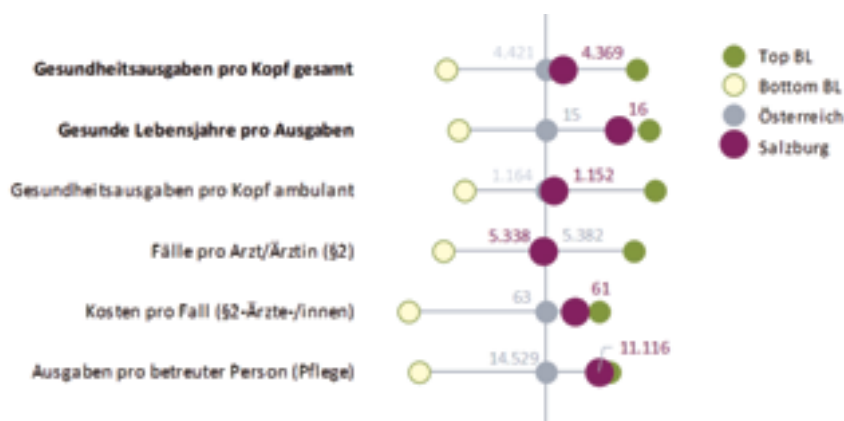 4.421 4.369
Gesundheitsausgaben pro Kopf gesamt
Top BL
Bottom BL
Österreich
Salzburg
15 16
Gesunde Lebensjahre pro Ausgaben
1.164 1.152
Gesundheitsausgaben pro Kopf ambulant
5.338 5.382
Fälle pro Arzt/Ärztin (§2)
63 61
Kosten pro Fall (§2-Ärzte-/innen)
14.529 11.116
Ausgaben pro betreuter Person (Pflege)